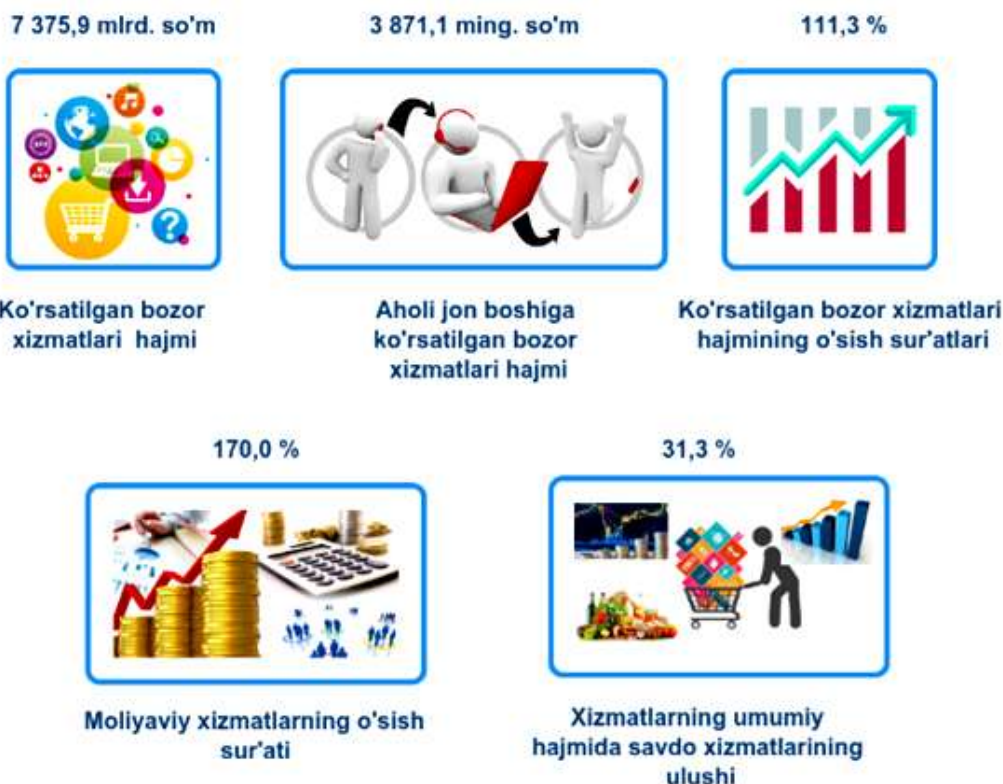 7 375,9 mlrd. so'm
3 871,1 ming. so'm
111,3 %
Ko'rsatilgan bozor
xizmatlari hajmi
Aholi jon boshiga
ko'rsatilgan bozor
xizmatlari hajmi
Ko'rsatilgan bozor xizmatlari
hajmining o'sish sur'atlari
170,0 %
31,3 %
Moliyaviy xizmatlarning o'sish
sur'ati
Xizmatlarning umumiy
hajmida savdo xizmatlarining
ulushi